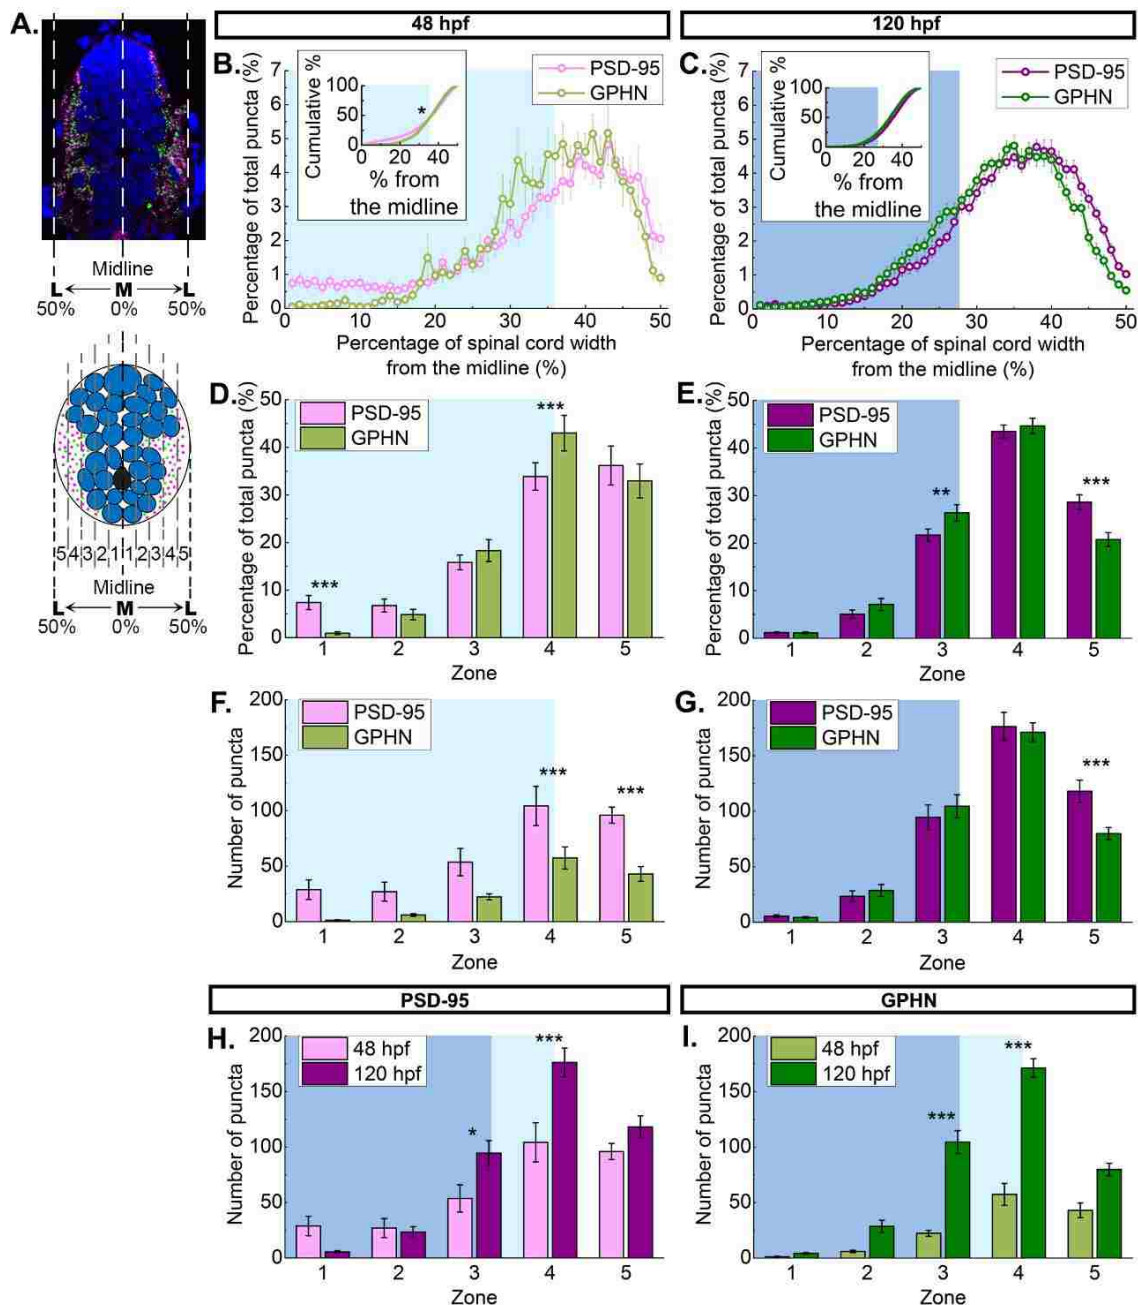 A.
L
M
L
Midline
L M L
50% 0% 50%
5 4 3 2 1 1 2 3 4 5
Midline
L M L
50% 0% 50%
48 hpf
B.
Percentage of total puncta (%)
7
6
5
4
3
2
1
0
0 10 20 30 40 50
Percentage of spinal cord width
from the midline (%)
Cumulative %
100
50
0
0 40
*
% from
the midline
PSD-95
GPHN
120 hpf
C.
Percentage of total puncta (%)
7
6
5
4
3
2
1
0
0 10 20 30 40 50
Percentage of spinal cord width
from the midline (%)
Cumulative %
100
50
0
0 40
% from
the midline
PSD-95
GPHN
D.
Percentage of total puncta (%)
50
40
30
20
10
0
PSD-95
GPHN
***
***
1 2 3 4 5
Zone
E.
Percentage of total puncta (%)
50
40
30
20
10
0
PSD-95
GPHN
**
***
1 2 3 4 5
Zone
F.
Number of puncta
200
150
100
50
0
PSD-95
GPHN
***
***
1 2 3 4 5
Zone
G.
Number of puncta
200
150
100
50
0
PSD-95
GPHN
***
1 2 3 4 5
Zone
PSD-95
H.
Number of puncta
200
150
100
50
0
48 hpf
120 hpf
*
***
1 2 3 4 5
Zone
GPHN
I.
Number of puncta
200
150
100
50
0
48 hpf
120 hpf
***
***
1 2 3 4 5
Zone